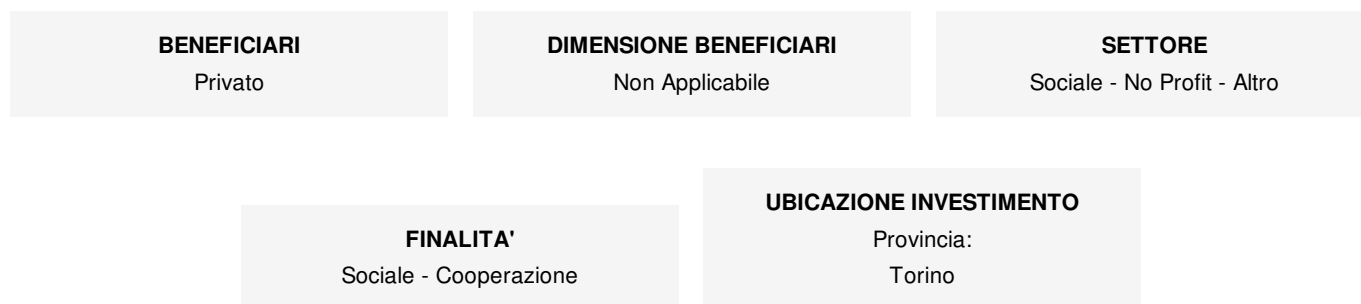 BENEFICIARI
Privato
DIMENSIONE BENEFICIARI
Non Applicabile
SETTORE
Sociale - No Profit - Altro
FINALITA'
Sociale - Cooperazione
UBICAZIONE INVESTIMENTO
Provincia:
Torino